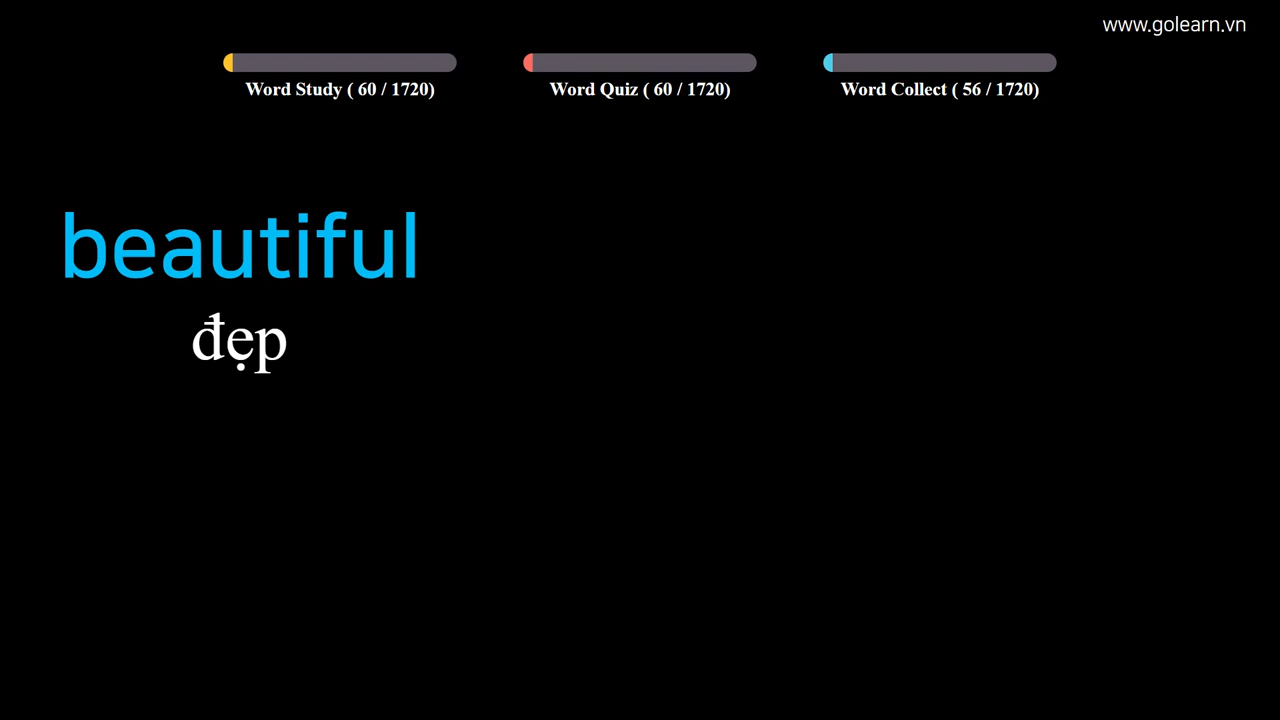 www.golearn.vn
Word Study ( 60 / 1720)
Word Quiz ( 60 / 1720)
Word Collect ( 56 / 1720)
beautiful
đẹp